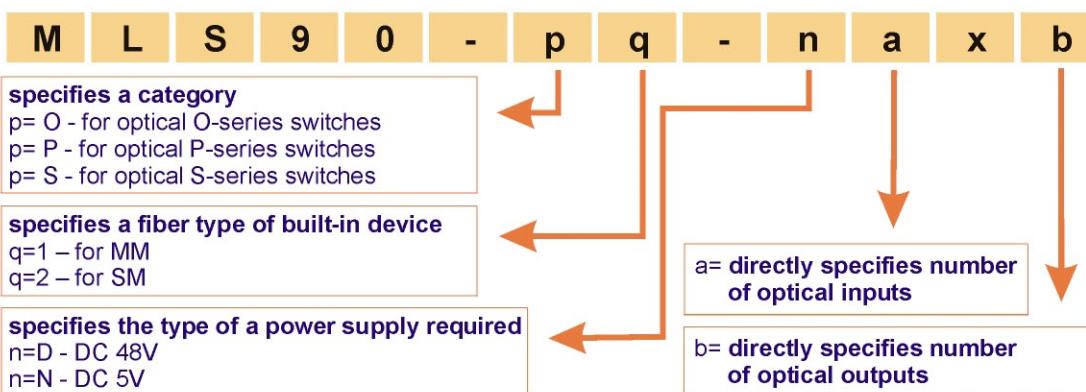 M L S 9 0 - p q - n a x b
specifies a category
p= O - for optical O-series switches
p= P - for optical P-series switches
p= S - for optical S-series switches
specifies a fiber type of built-in device
q=1 – for MM
q=2 – for SM
specifies the type of a power supply required
n=D - DC 48V
n=N - DC 5V
a= directly specifies number
of optical inputs
b= directly specifies number
of optical outputs